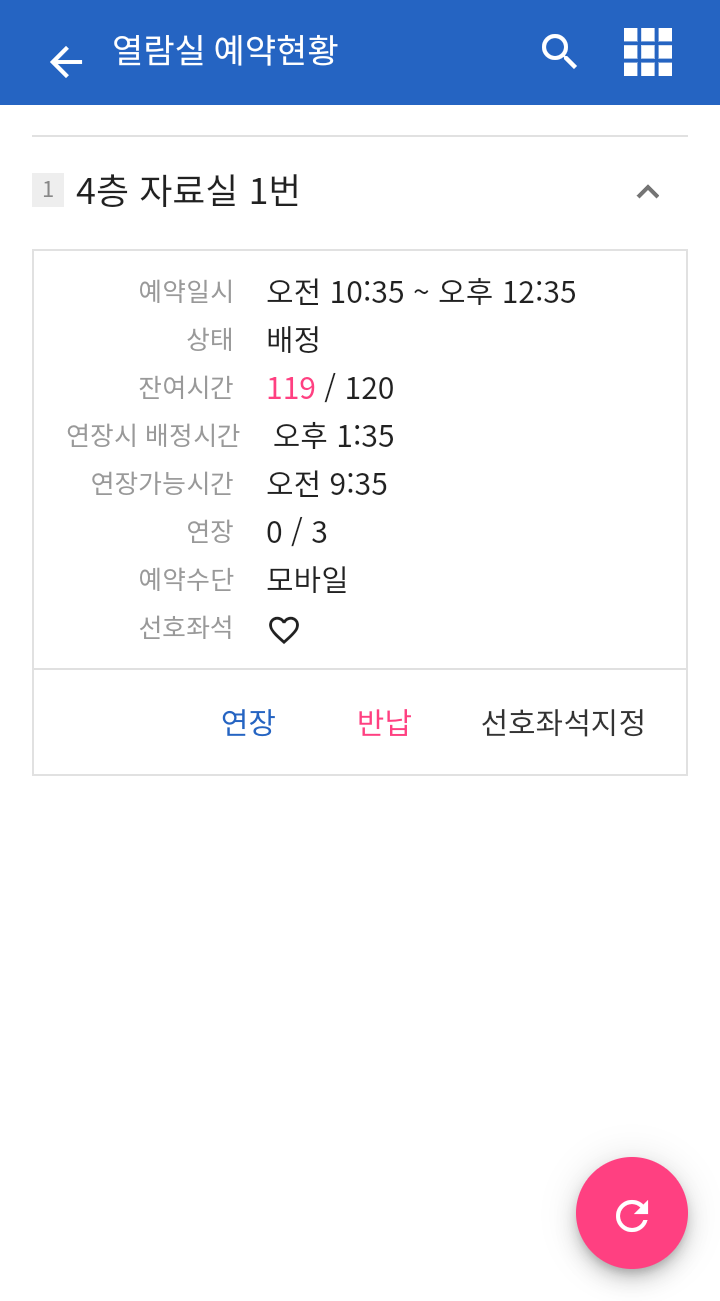 열람실 예약현황
1 4층 자료실 1번
예약일시 오전 10:35 ~ 오후 12:35
상태 배정
잔여시간 119 / 120
연장시 배정시간 오후 1:35
연장가능시간 오전 9:35
연장 0 / 3
예약수단 모바일
선호좌석
연장 반납 선호좌석지정